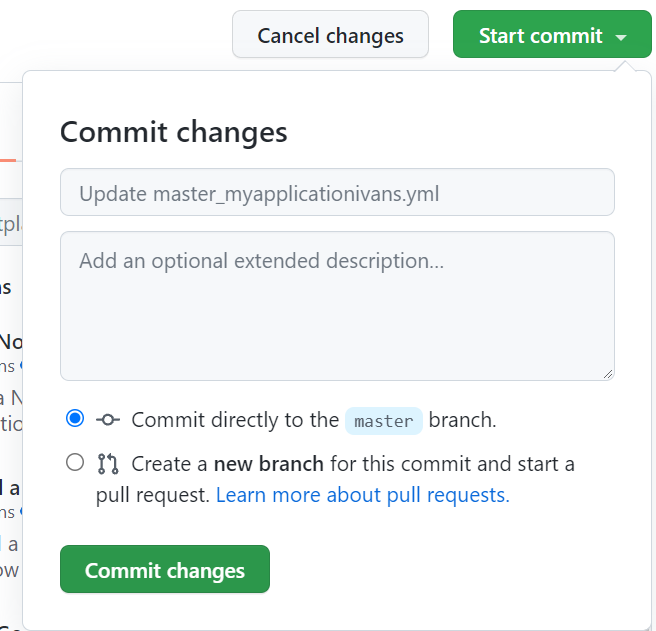 Cancel changes
Start commit
Commit changes
Update master_myapplicationivans.yml
Add an optional extended description...
Commit directly to the master branch.
Create a new branch for this commit and start a
pull request. Learn more about pull requests.
Commit changes